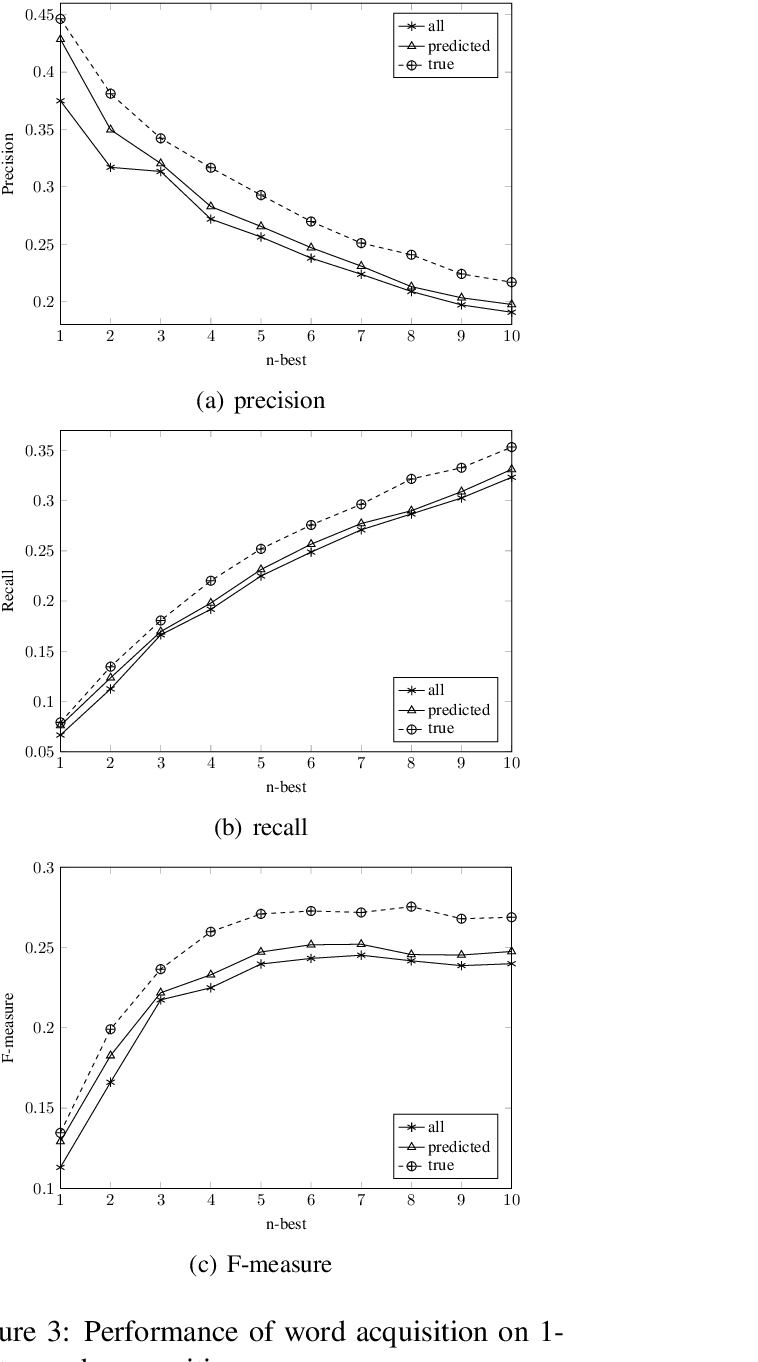 0.45
0.4
0.35
0.3
0.25
0.2
Precision
all
predicted
true
1 2 3 4 5 6 7 8 9 10
n-best
(a) precision
0.35
0.3
0.25
0.2
0.15
0.1
0.05
Recall
all
predicted
true
1 2 3 4 5 6 7 8 9 10
n-best
(b) recall
0.3
0.25
0.2
0.15
0.1
F-measure
all
predicted
true
1 2 3 4 5 6 7 8 9 10
n-best
(c) F-measure
ure 3: Performance of word acquisition on 1-